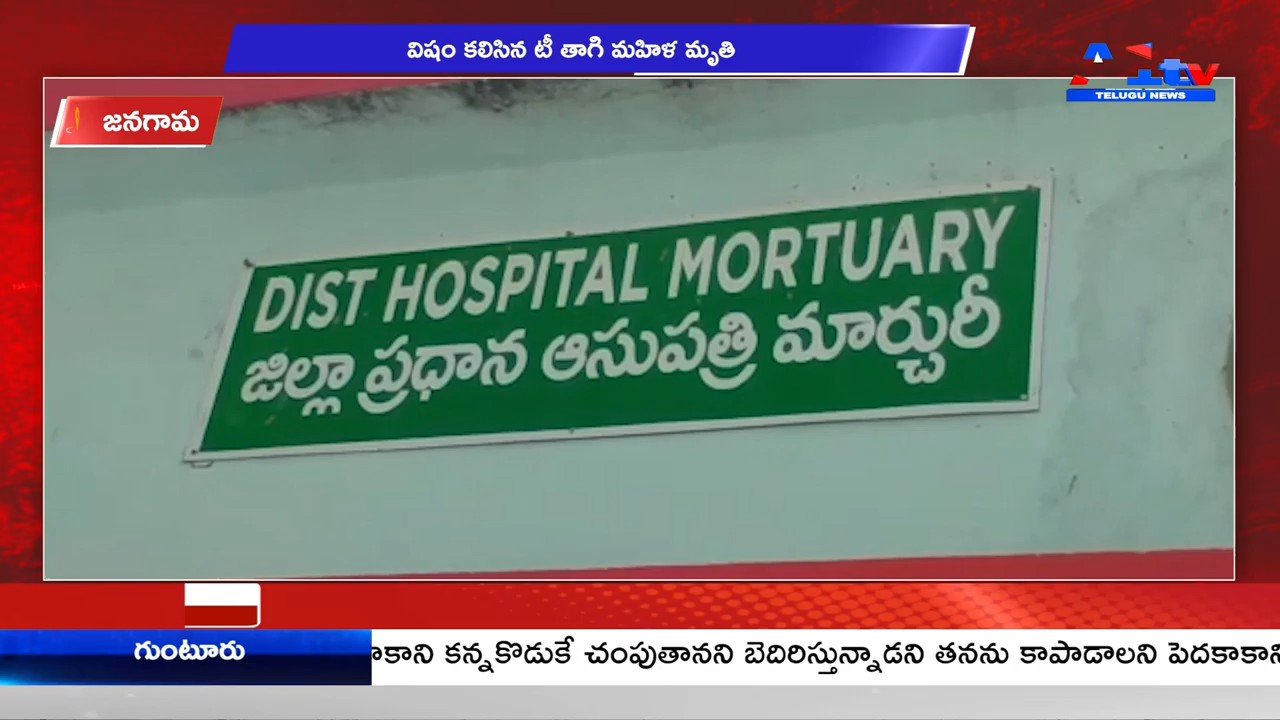 విషం కలిసిన టీ తాగి మహిళ మృతి
TELUGU NEWS
జనగామ
DIST HOSPITAL MORTUARY
జిల్లా ప్రధాన ఆసుపత్రి మార్చురీ
గుంటూరు
కన్నకొడుకే చంపుతానని బెదిరిస్తున్నాడని తనను కాపాడాలని